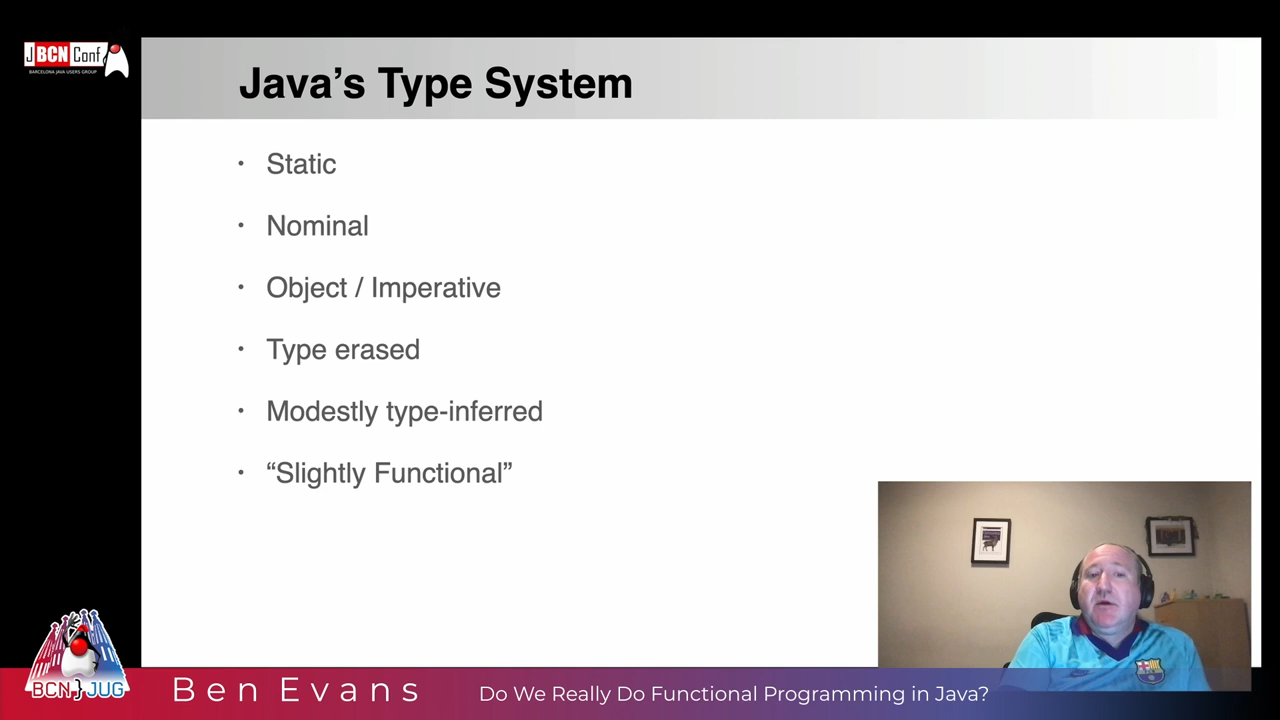 JBCNConf
BARCELONA JAVA USERS GROUP
Java’s Type System
• Static
• Nominal
• Object / Imperative
• Type erased
• Modestly type-inferred
• “Slightly Functional”
BCN}JUG
Ben Evans
Do We Really Do Functional Programming in Java?